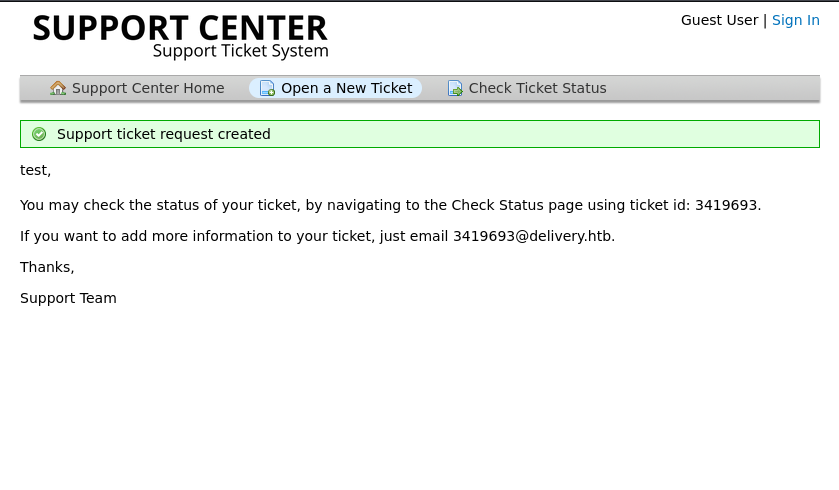 SUPPORT CENTER
Support Ticket System
Guest User | Sign In
Support Center Home Open a New Ticket Check Ticket Status
Support ticket request created
test,
You may check the status of your ticket, by navigating to the Check Status page using ticket id: 3419693.
If you want to add more information to your ticket, just email 3419693@delivery.htb.
Thanks,
Support Team